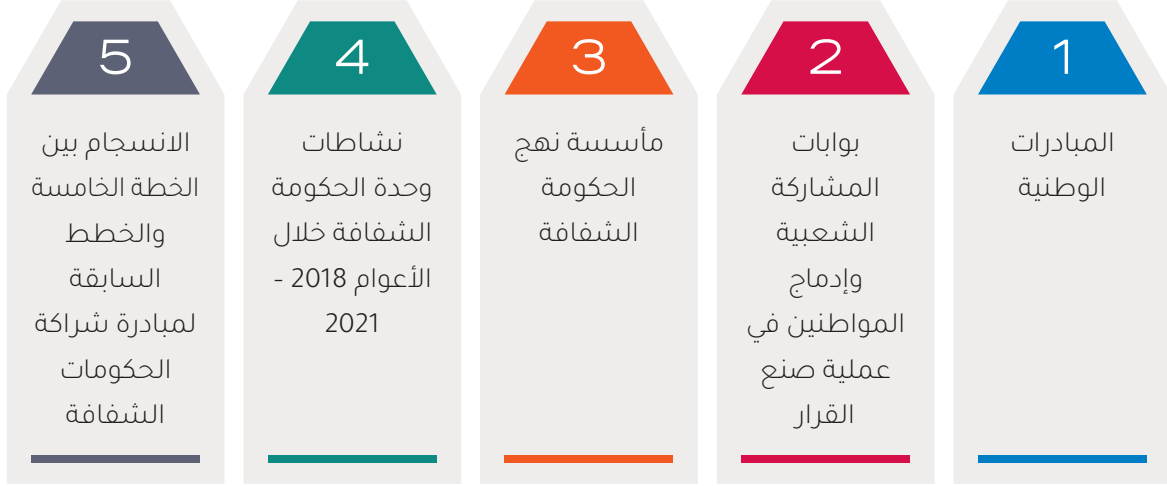 1
المبادرات
الوطنية
2
بوابات
المشاركة
الشعبية
وإدماج
المواطنين في
عملية صنع
القرار
3
مأسسة نهج
الحكومة
الشفافة
4
نشاطات
وحدة الحكومة
الشفافة خلال
الأعوام 2018 -
2021
5
الانسجام بين
الخطة الخامسة
والخطط
السابقة
لمبادرة شراكة
الحكومات
الشفافة